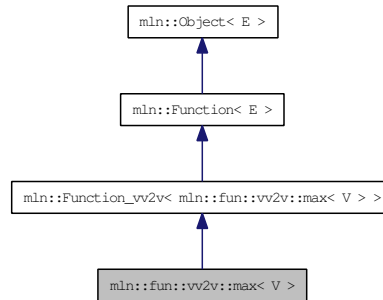 mln::Object< E >
mln::Function< E >
mln::Function_vv2v< mln::fun::vv2v::max< V > >
mln::fun::vv2v::max< V >